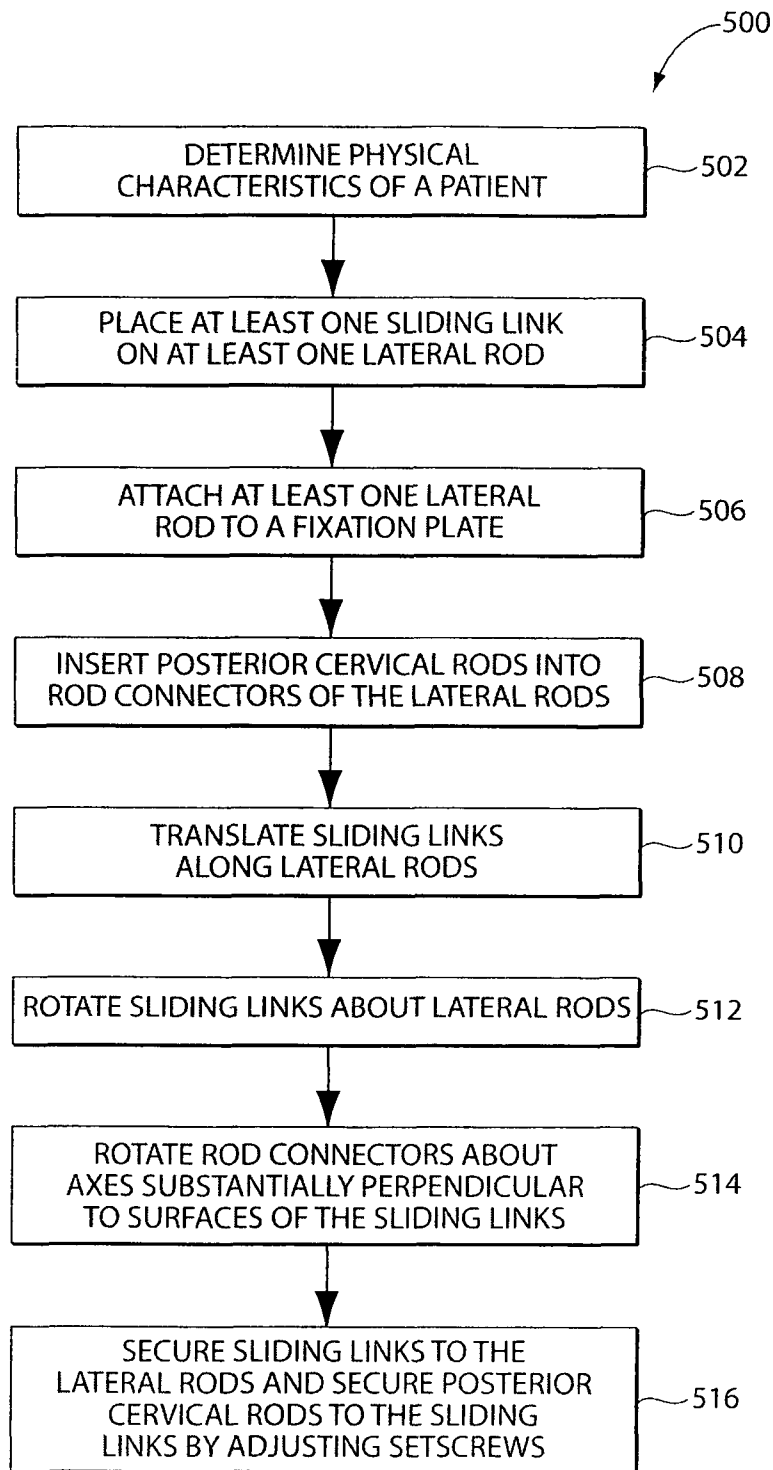 500
DETERMINE PHYSICAL
CHARACTERISTICS OF A PATIENT
502
PLACE AT LEAST ONE SLIDING LINK
ON AT LEAST ONE LATERAL ROD
504
ATTACH AT LEAST ONE LATERAL
ROD TO A FIXATION PLATE
506
INSERT POSTERIOR CERVICAL RODS INTO
ROD CONNECTORS OF THE LATERAL RODS
508
TRANSLATE SLIDING LINKS
ALONG LATERAL RODS
510
ROTATE SLIDING LINKS ABOUT LATERAL RODS
512
ROTATE ROD CONNECTORS ABOUT
AXES SUBSTANTIALLY PERPENDICULAR
TO SURFACES OF THE SLIDING LINKS
514
SECURE SLIDING LINKS TO THE
LATERAL RODS AND SECURE POSTERIOR
CERVICAL RODS TO THE SLIDING
LINKS BY ADJUSTING SETSCREWS
516